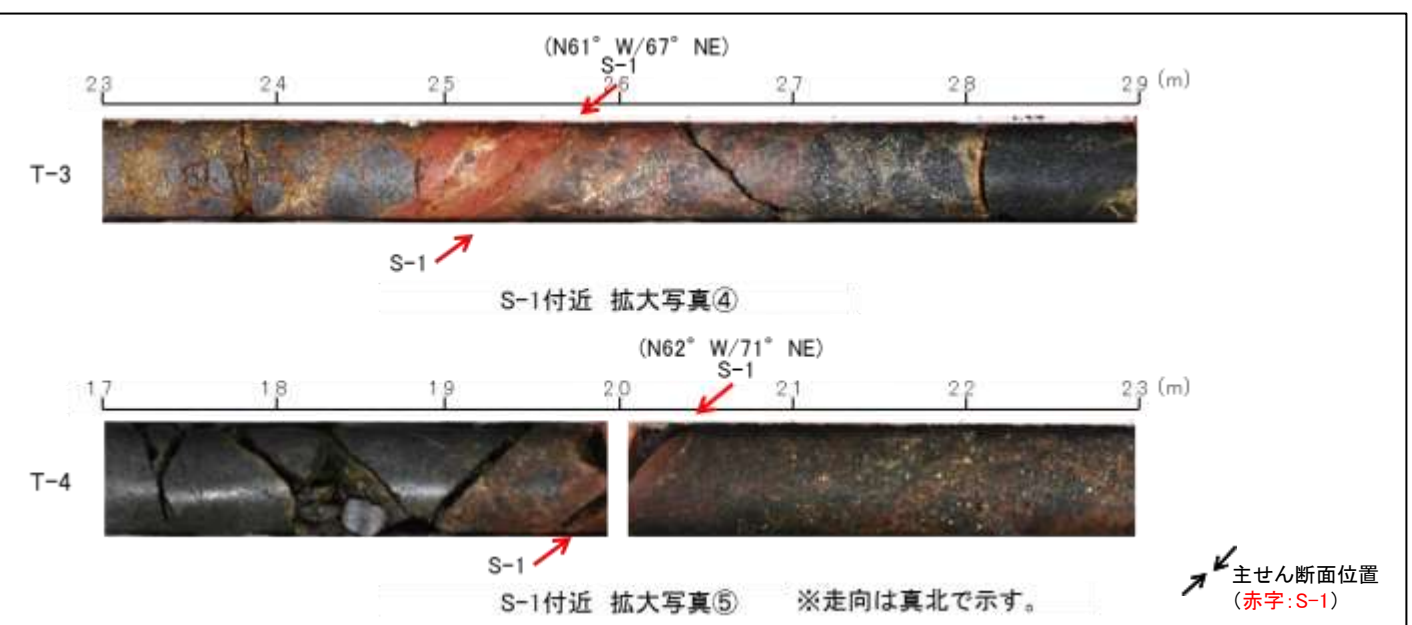 (N61° W/67° NE)
S-1
23 24 25 26 27 28 29 (m)
T-3
S-1
S-1付近 拡大写真④
(N62° W/71° NE)
S-1
17 18 19 20 21 22 23 (m)
T-4
S-1
S-1付近 拡大写真⑤ ※走向は真北で示す。
主せん断面位置
(赤字:S-1)